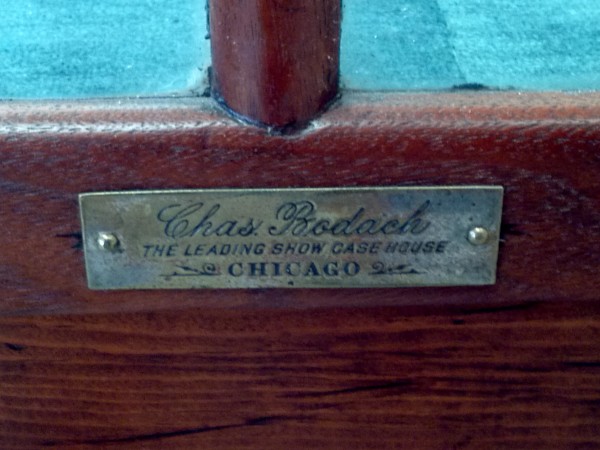 Chas. Bodach
THE LEADING SHOW CASE HOUSE
CHICAGO